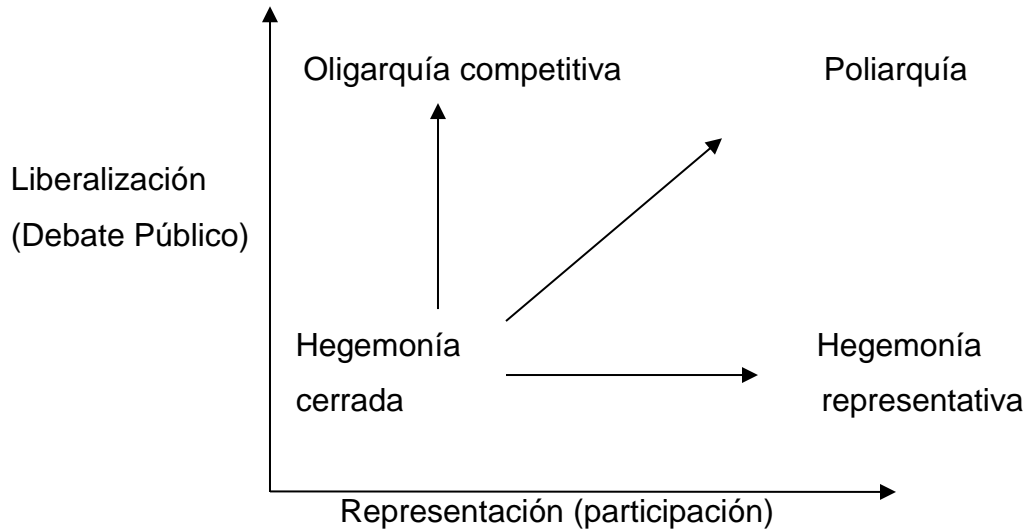 Oligarquía competitiva
Poliarquía
Liberalización
(Debate Público)
Hegemonía
cerrada
Hegemonía
representativa
Representación (participación)